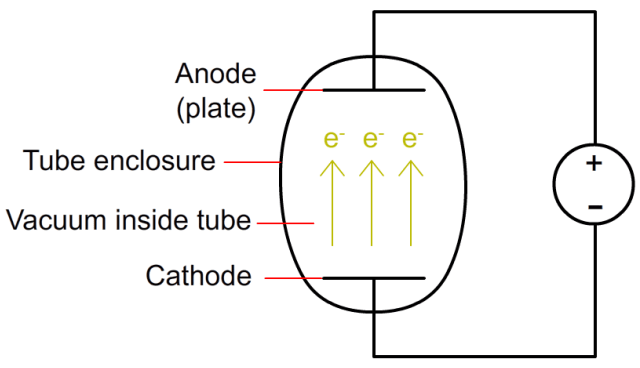 Anode
(plate)
e- e- e-
Tube enclosure
+
Vacuum inside tube
-
Cathode